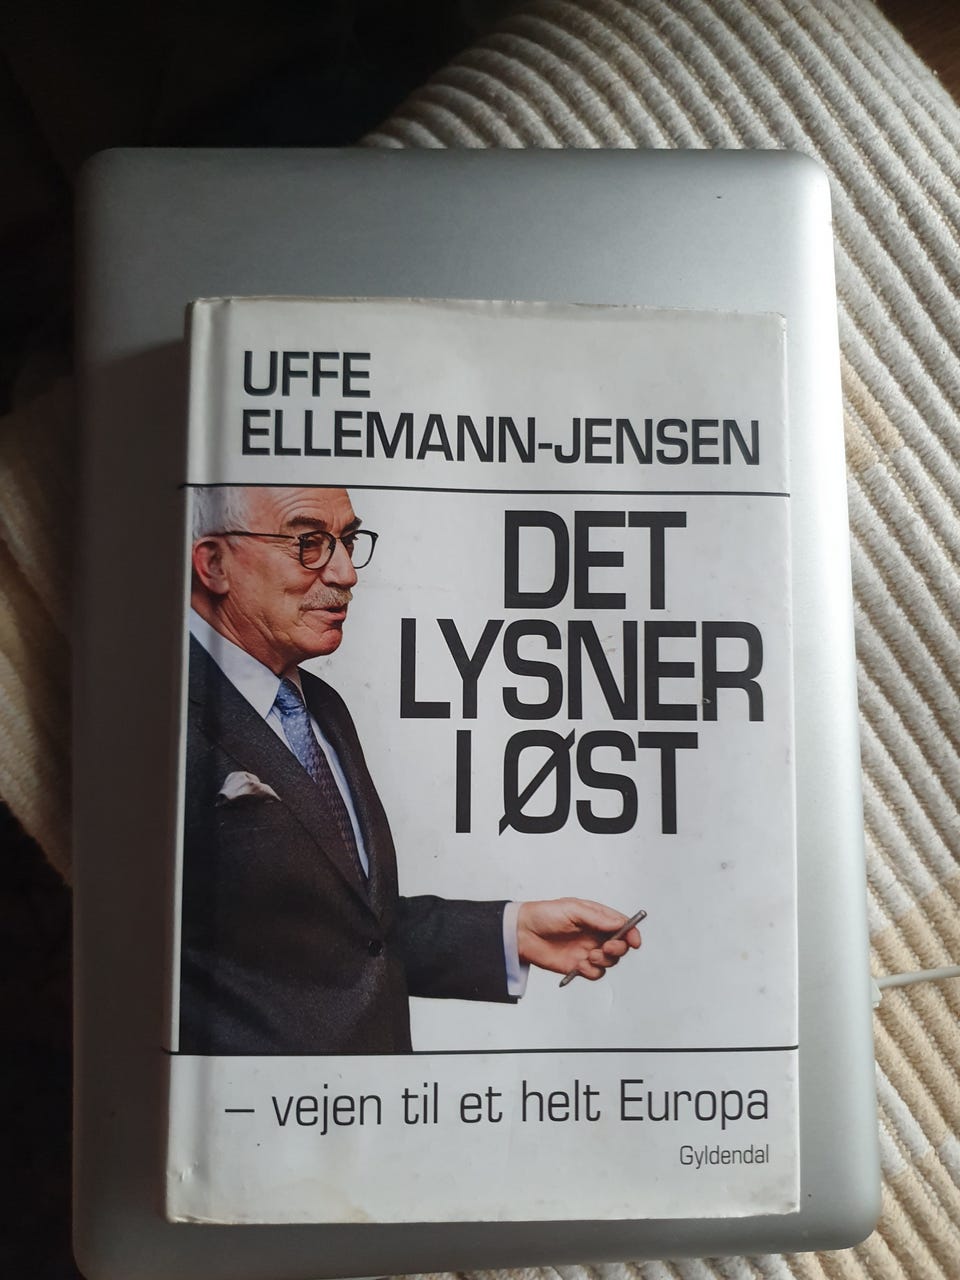 UFFE
ELLEMANN-JENSEN
DET
LYSNER
I ØST
– vejen til et helt Europa
Gyldendal